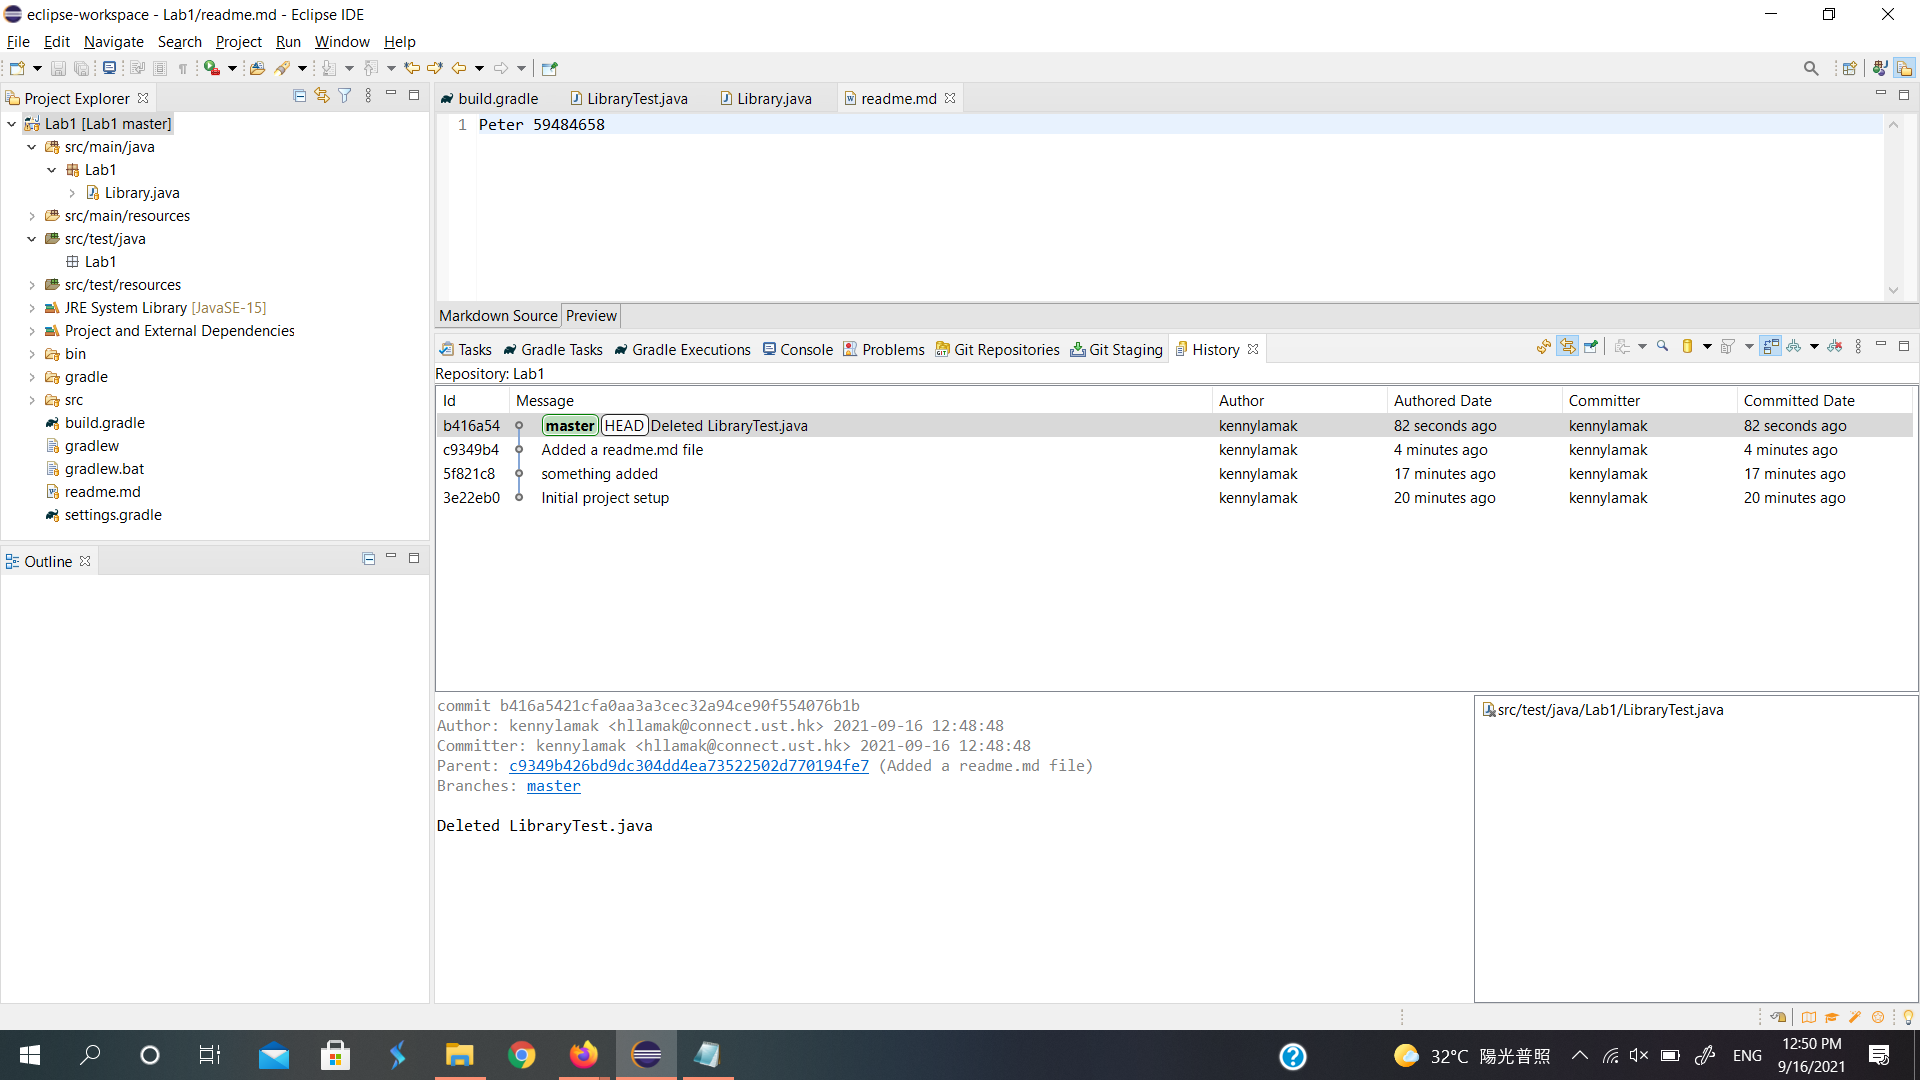 eclipse-workspace - Lab1/readme.md - Eclipse IDE
File Edit Navigate Search Project Run Window Help
Project Explorer
build.gradle LibraryTest.java Library.java readme.md
Lab1 [Lab1 master]
src/main/java
Lab1
Library.java
src/main/resources
src/test/java
Lab1
src/test/resources
JRE System Library [JavaSE-15]
Project and External Dependencies
bin
gradle
src
build.gradle
gradlew
gradlew.bat
readme.md
settings.gradle
Outline
1 Peter 59484658
Markdown Source Preview
Tasks Gradle Tasks Gradle Executions Console Problems Git Repositories Git Staging History
Repository: Lab1
Id Message Author Authored Date Committer Committed Date
b416a54 master HEAD Deleted LibraryTest.java kennylamak 82 seconds ago kennylamak 82 seconds ago
c9349b4 Added a readme.md file kennylamak 4 minutes ago kennylamak 4 minutes ago
5f821c8 something added kennylamak 17 minutes ago kennylamak 17 minutes ago
3e22eb0 Initial project setup kennylamak 20 minutes ago kennylamak 20 minutes ago
commit b416a5421cfa0aa3a3cec32a94ce90f554076b1b
Author: kennylamak <hllamak@connect.ust.hk> 2021-09-16 12:48:48
Committer: kennylamak <hllamak@connect.ust.hk> 2021-09-16 12:48:48
Parent: c9349b426bd9dc304dd4ea73522502d770194fe7 (Added a readme.md file)
Branches: master
Deleted LibraryTest.java
src/test/java/Lab1/LibraryTest.java
32°C 陽光普照 ENG 12:50 PM
9/16/2021